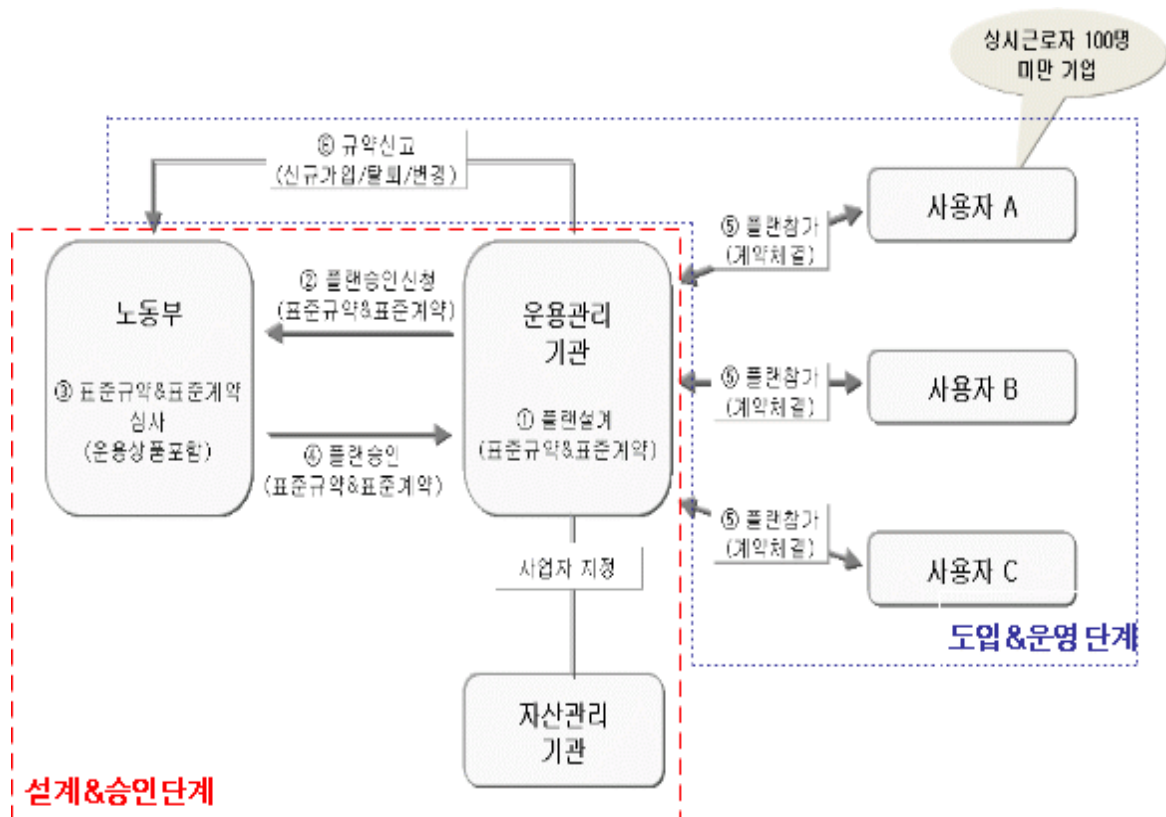 상시근로자 100명
미만 기업
⑥ 규약신고
(신규가입/탈퇴/변경)
사용자 A
⑤ 플랜참가
(계약체결)
노동부
③ 표준규약&표준계약
심사
(운용상품포함)
② 플랜승인신청
(표준규약&표준계약)
④ 플랜승인
(표준규약&표준계약)
운용관리
기관
① 플랜설계
(표준규약&표준계약)
⑤ 플랜참가
(계약체결)
사용자 B
⑤ 플랜참가
(계약체결)
사용자 C
사업자 지정
도입&운영 단계
자산관리
기관
설계&승인단계